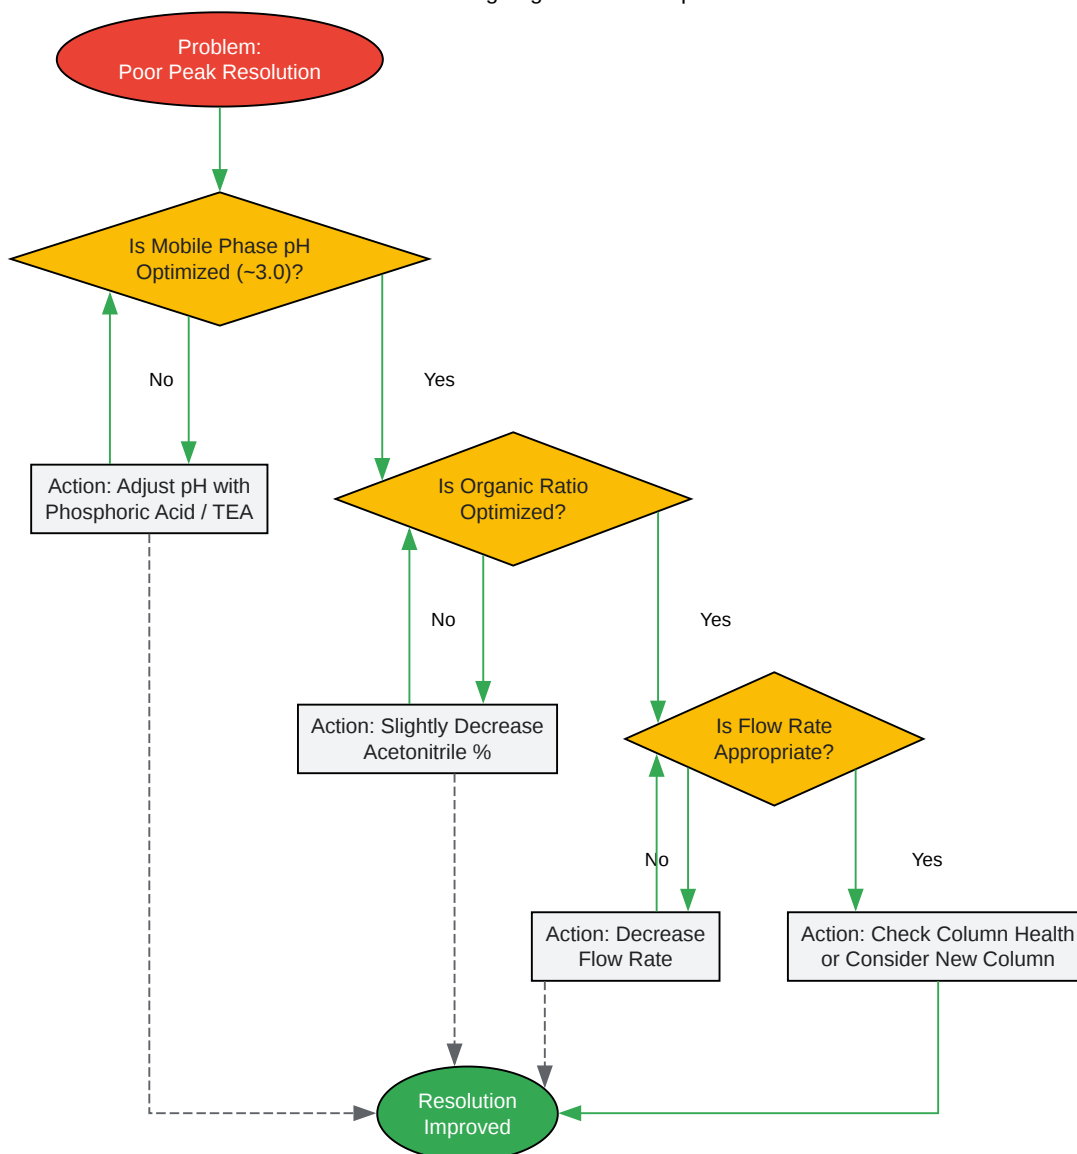 Problem:
Poor Peak Resolution
Is Mobile Phase pH
Optimized (~3.0)?
No
Yes
Action: Adjust pH with
Phosphoric Acid / TEA
Is Organic Ratio
Optimized?
No
Yes
Action: Slightly Decrease
Acetonitrile %
Is Flow Rate
Appropriate?
No
Yes
Action: Decrease
Flow Rate
Action: Check Column Health
or Consider New Column
Resolution
Improved